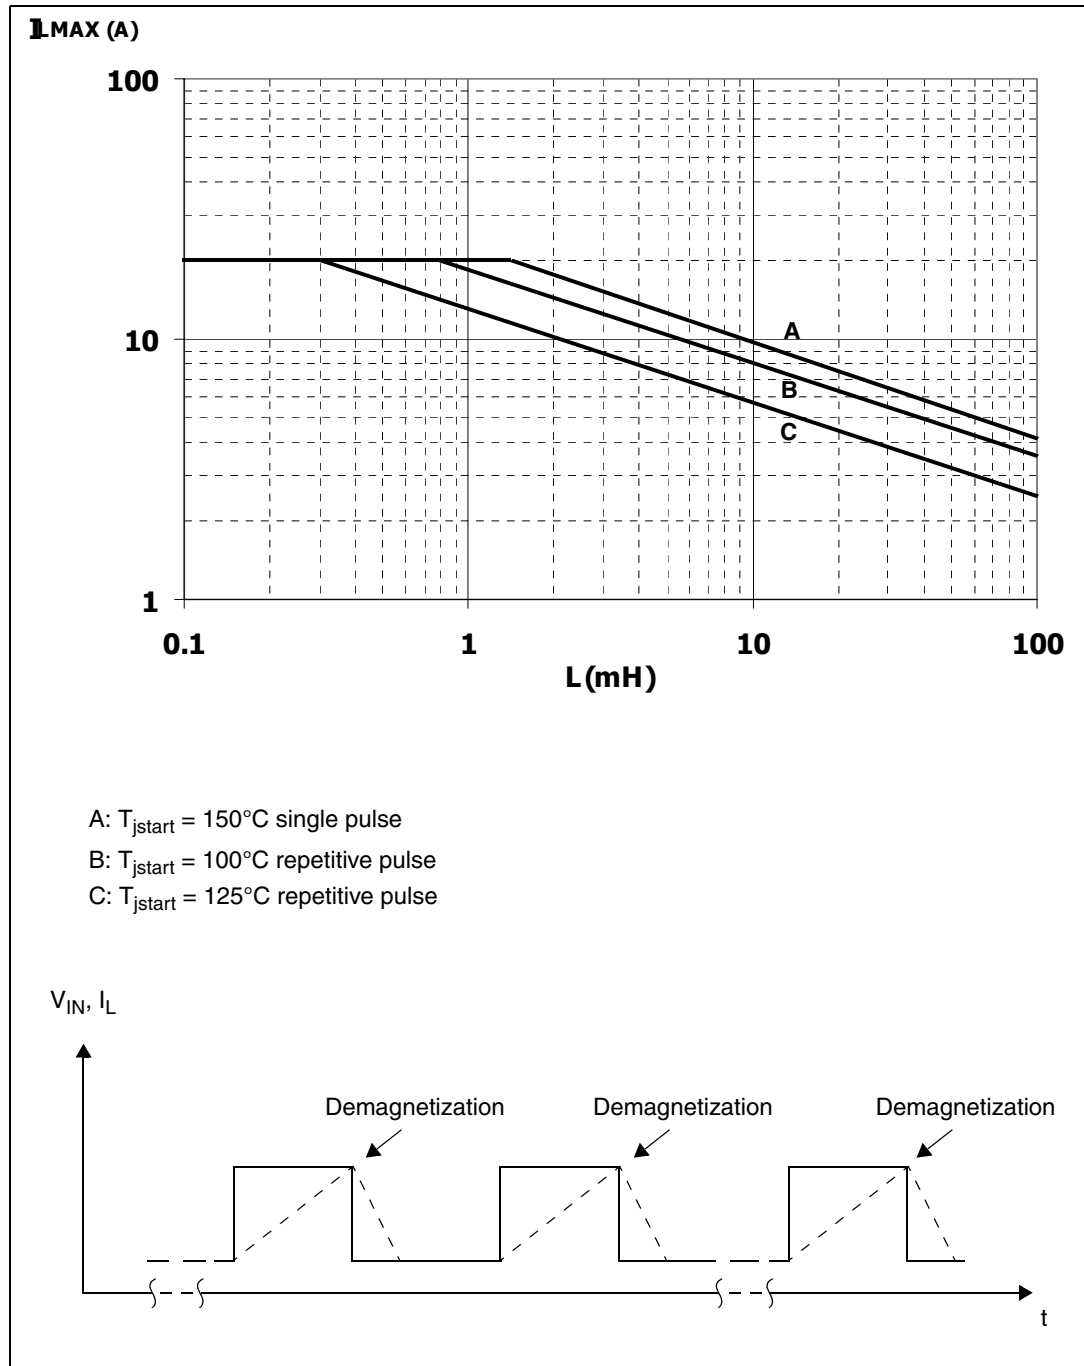 ILMAX (A)
100
10
1
A
B
C
0.1 1 10 100
L(mH)
A: Tjstart = 150°C single pulse
B: Tjstart = 100°C repetitive pulse
C: Tjstart = 125°C repetitive pulse
VIN, IL
Demagnetization Demagnetization Demagnetization
t